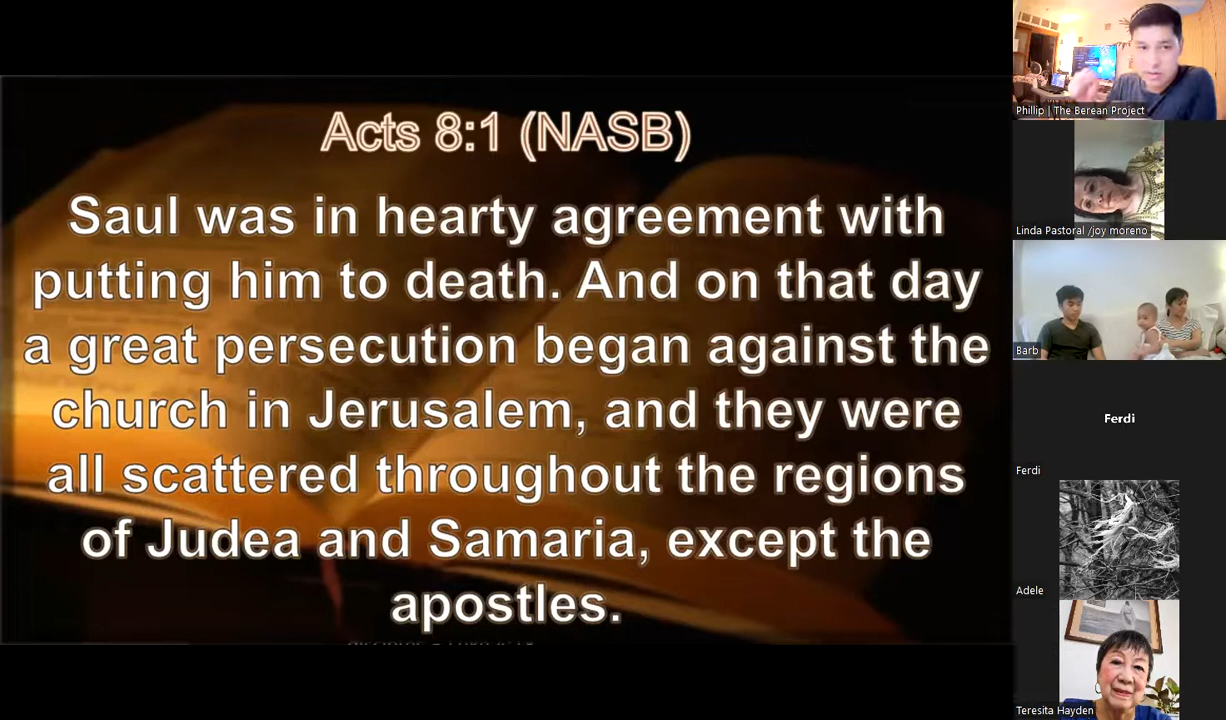 Acts 8:1 (NASB)
Saul was in hearty agreement with
putting him to death. And on that day
a great persecution began against the
church in Jerusalem, and they were
all scattered throughout the regions
of Judea and Samaria, except the
apostles.
Phillip | The Berean Project
Linda Pastoral /joy moreno
Barb
Ferdi
Ferdi
Adele
Teresita Hayden